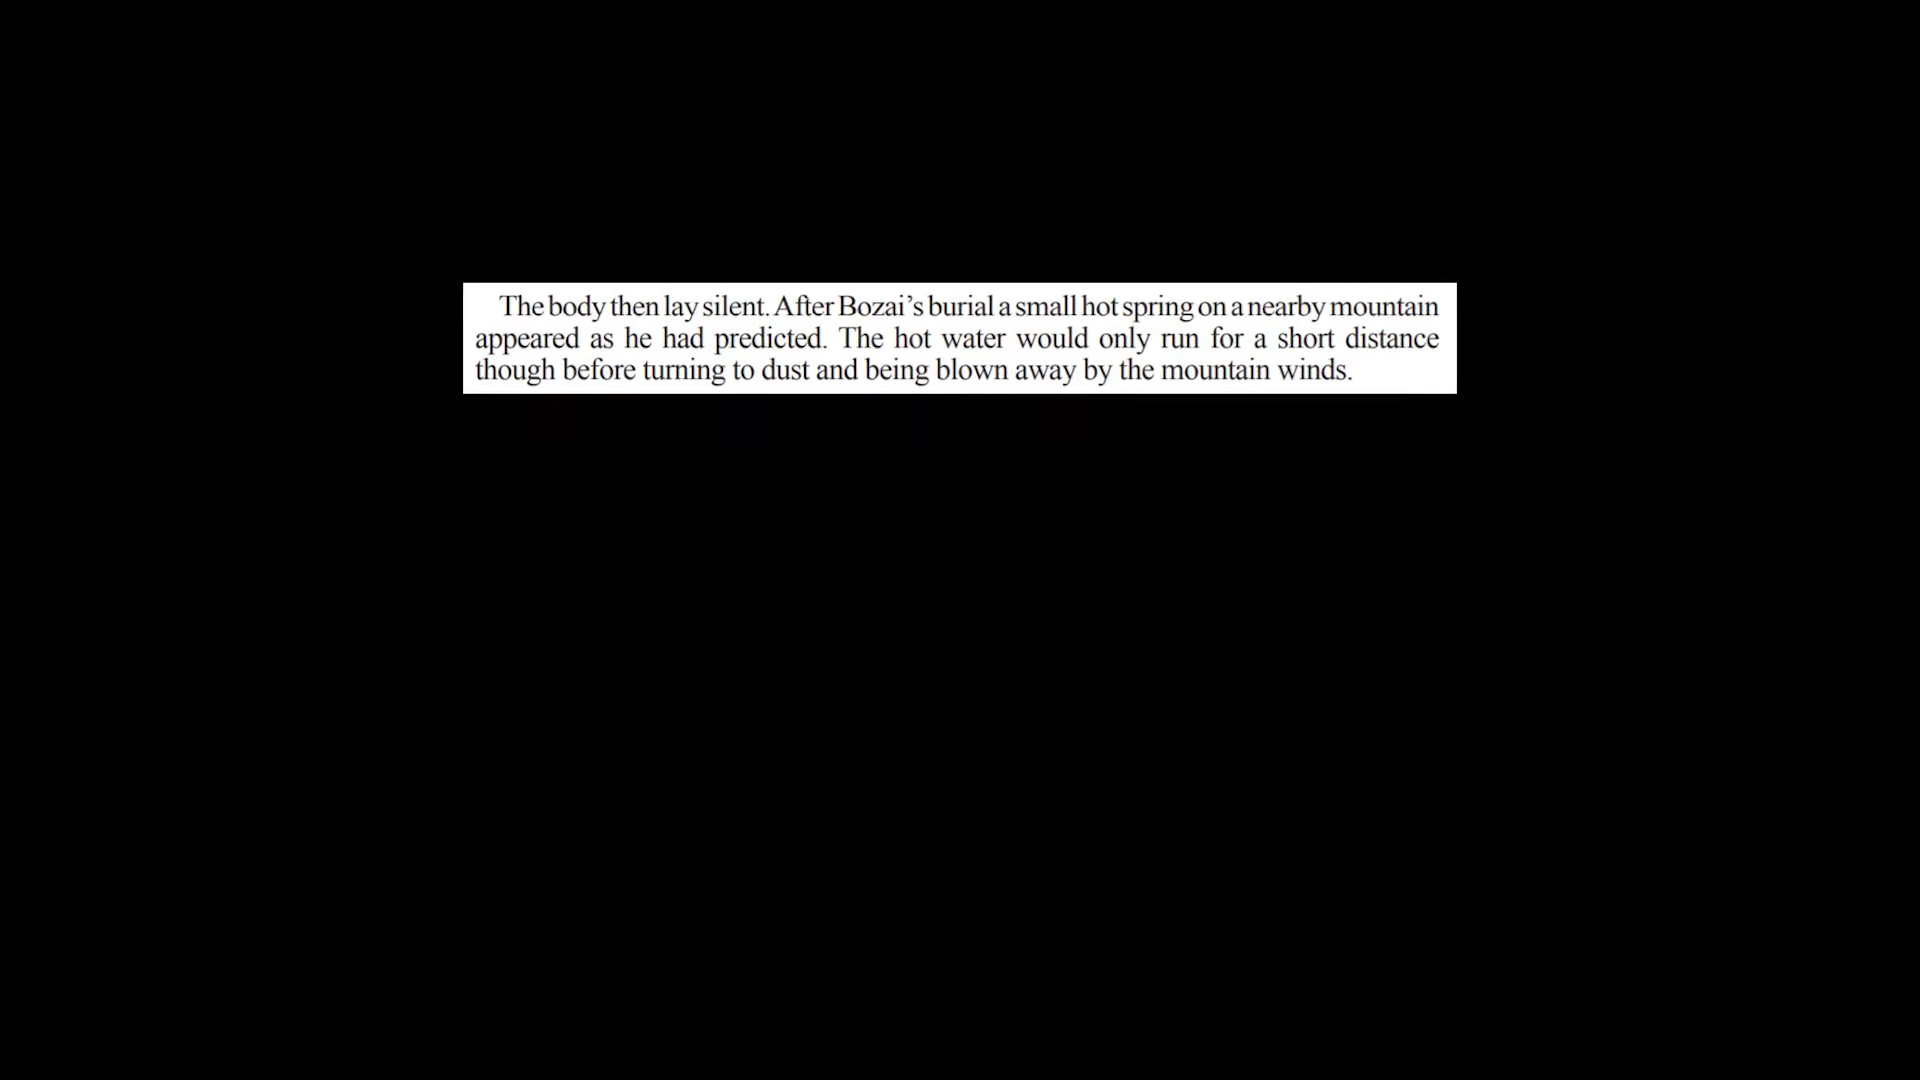 The body then lay silent. After Bozai’s burial a small hot spring on a nearby mountain
appeared as he had predicted. The hot water would only run for a short distance
though before turning to dust and being blown away by the mountain winds.